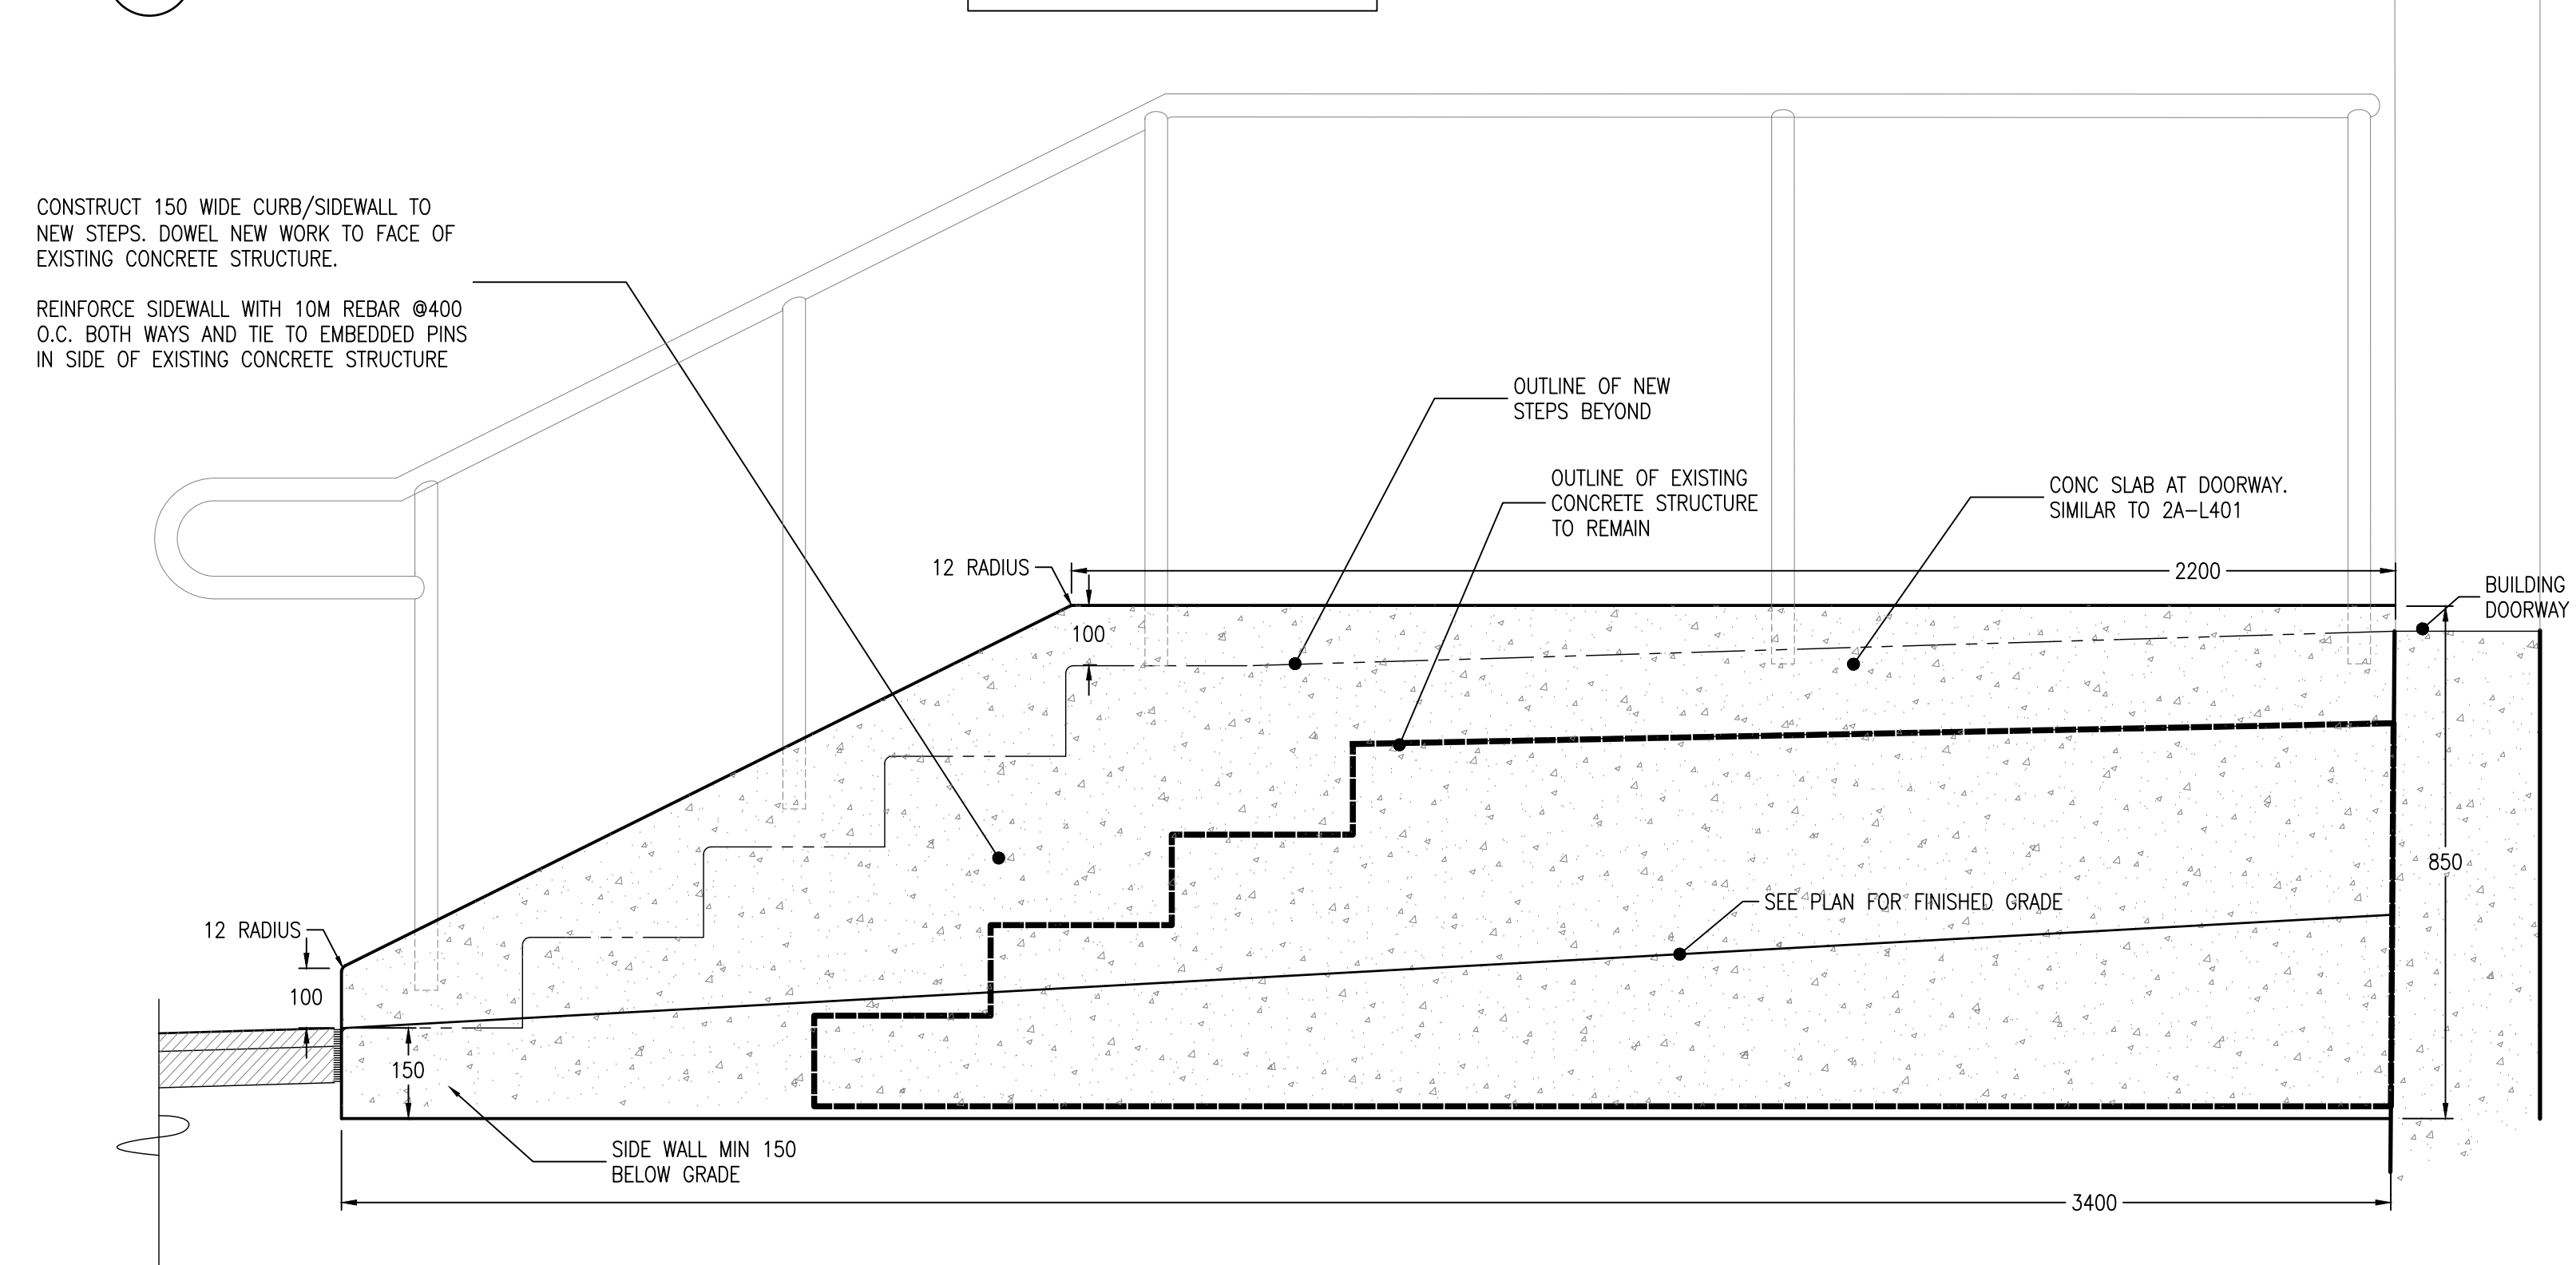 CONSTRUCT 150 WIDE CURB/SIDEWALL TO
NEW STEPS. DOWEL NEW WORK TO FACE OF
EXISTING CONCRETE STRUCTURE.
REINFORCE SIDEWALL WITH 10M REBAR @400
O.C. BOTH WAYS AND TIE TO EMBEDDED PINS
IN SIDE OF EXISTING CONCRETE STRUCTURE
OUTLINE OF NEW
STEPS BEYOND
OUTLINE OF EXISTING
CONCRETE STRUCTURE
TO REMAIN
CONC SLAB AT DOORWAY.
SIMILAR TO 2A-L401
12 RADIUS
2200
BUILDING
DOORWAY
100
850
SEE PLAN FOR FINISHED GRADE
12 RADIUS
100
150
SIDE WALL MIN 150
BELOW GRADE
3400